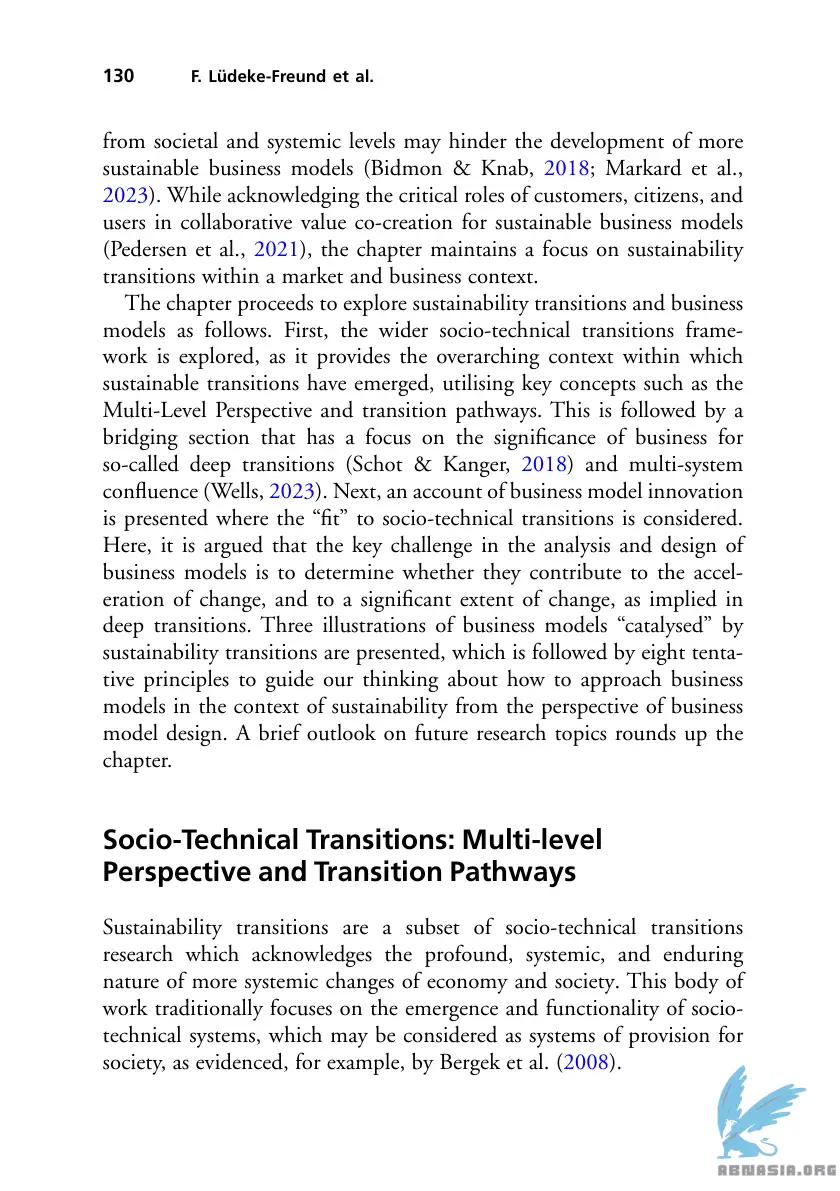 130 F. Lüdeke-Freund et al.
from societal and systemic levels may hinder the development of more
sustainable business models (Bidmon & Knab, 2018; Markard et al.,
2023). While acknowledging the critical roles of customers, citizens, and
users in collaborative value co-creation for sustainable business models
(Pedersen et al., 2021), the chapter maintains a focus on sustainability
transitions within a market and business context.
The chapter proceeds to explore sustainability transitions and business
models as follows. First, the wider socio-technical transitions frame-
work is explored, as it provides the overarching context within which
sustainable transitions have emerged, utilising key concepts such as the
Multi-Level Perspective and transition pathways. This is followed by a
bridging section that has a focus on the significance of business for
so-called deep transitions (Schot & Kanger, 2018) and multi-system
confluence (Wells, 2023). Next, an account of business model innovation
is presented where the “fit” to socio-technical transitions is considered.
Here, it is argued that the key challenge in the analysis and design of
business models is to determine whether they contribute to the accel-
eration of change, and to a significant extent of change, as implied in
deep transitions. Three illustrations of business models “catalysed” by
sustainability transitions are presented, which is followed by eight tenta-
tive principles to guide our thinking about how to approach business
models in the context of sustainability from the perspective of business
model design. A brief outlook on future research topics rounds up the
chapter.
Socio-Technical Transitions: Multi-level
Perspective and Transition Pathways
Sustainability transitions are a subset of socio-technical transitions
research which acknowledges the profound, systemic, and enduring
nature of more systemic changes of economy and society. This body of
work traditionally focuses on the emergence and functionality of socio-
technical systems, which may be considered as systems of provision for
society, as evidenced, for example, by Bergek et al. (2008).
ABNASIA.ORG